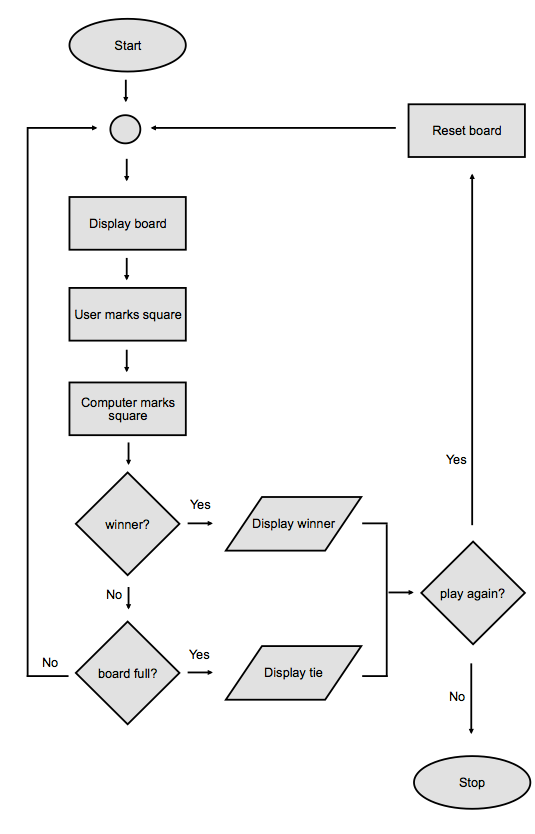 Start
Reset board
Display board
User marks square
Computer marks
square
Yes
winner?
Yes
Display winner
No
play again?
No
board full?
Yes
Display tie
No
Stop